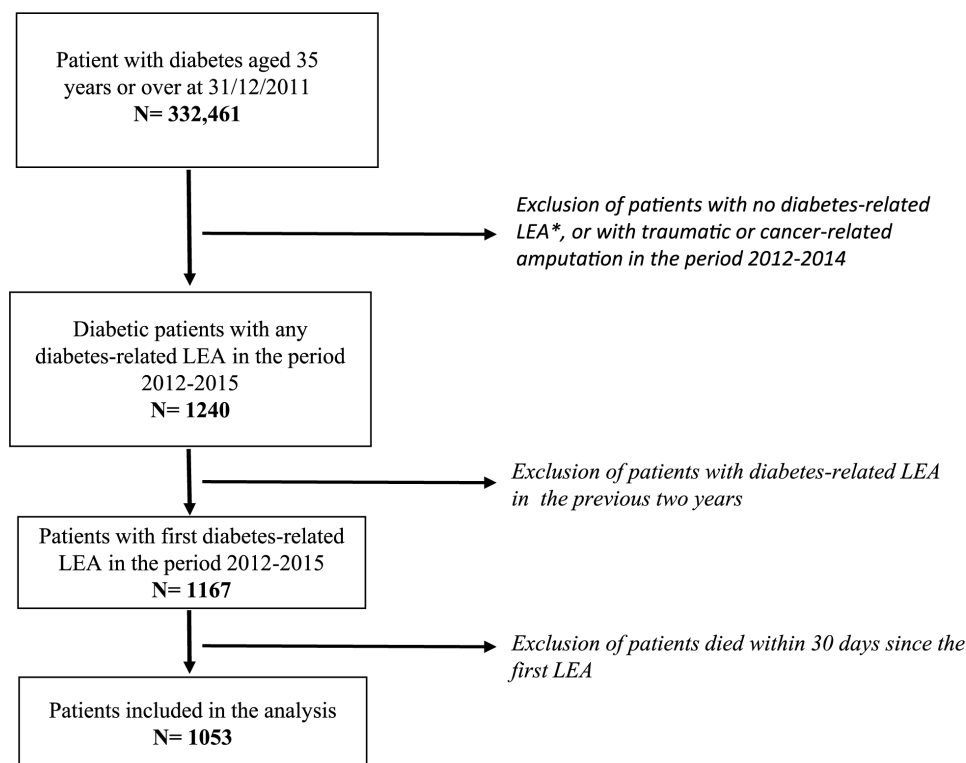 Patient with diabetes aged 35
years or over at 31/12/2011
N= 332,461
Exclusion of patients with no diabetes-related
LEA*, or with traumatic or cancer-related
amputation in the period 2012-2014
Diabetic patients with any
diabetes-related LEA in the period
2012-2015
N= 1240
Exclusion of patients with diabetes-related LEA
in the previous two years
Patients with first diabetes-related
LEA in the period 2012-2015
N= 1167
Exclusion of patients died within 30 days since the
first LEA
Patients included in the analysis
N= 1053